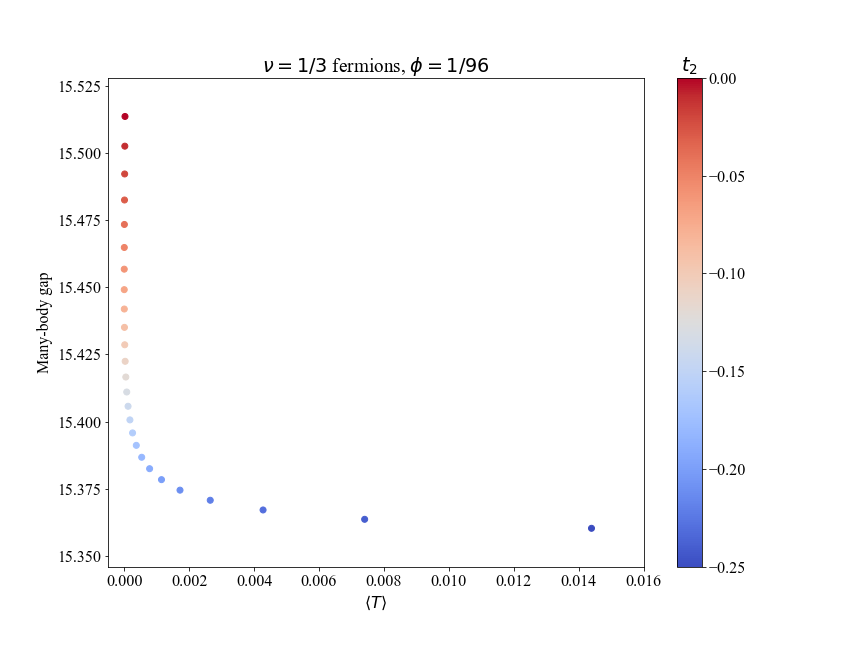 ν = 1/3 fermions, ϕ = 1/96
t₂
Many-body gap
15.525
15.500
15.475
15.450
15.425
15.400
15.375
15.350
0.000 0.002 0.004 0.006 0.008 0.010 0.012 0.014 0.016
⟨T⟩
0.00
−0.05
−0.10
−0.15
−0.20
−0.25